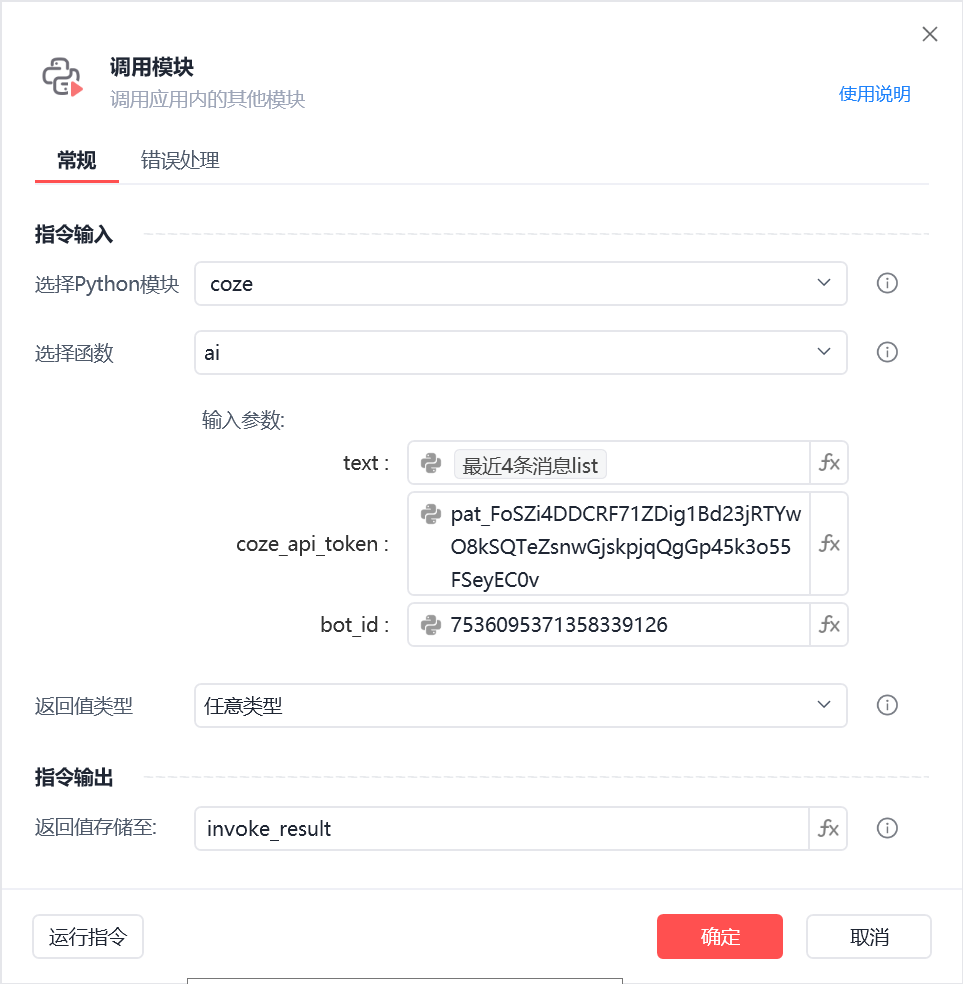 调用模块
调用应用内的其他模块
使用说明
常规
错误处理
指令输入
选择Python模块
coze
选择函数
ai
输入参数:
text :
最近4条消息list
fx
coze_api_token :
pat_FoSZi4DDCRF71ZDig1Bd23jRTYw
O8kSQTeZsnwGjskpjqQgGp45k3o55
FSeyEC0v
fx
bot_id :
7536095371358339126
fx
返回值类型
任意类型
指令输出
返回值存储至:
invoke_result
fx
运行指令
确定
取消